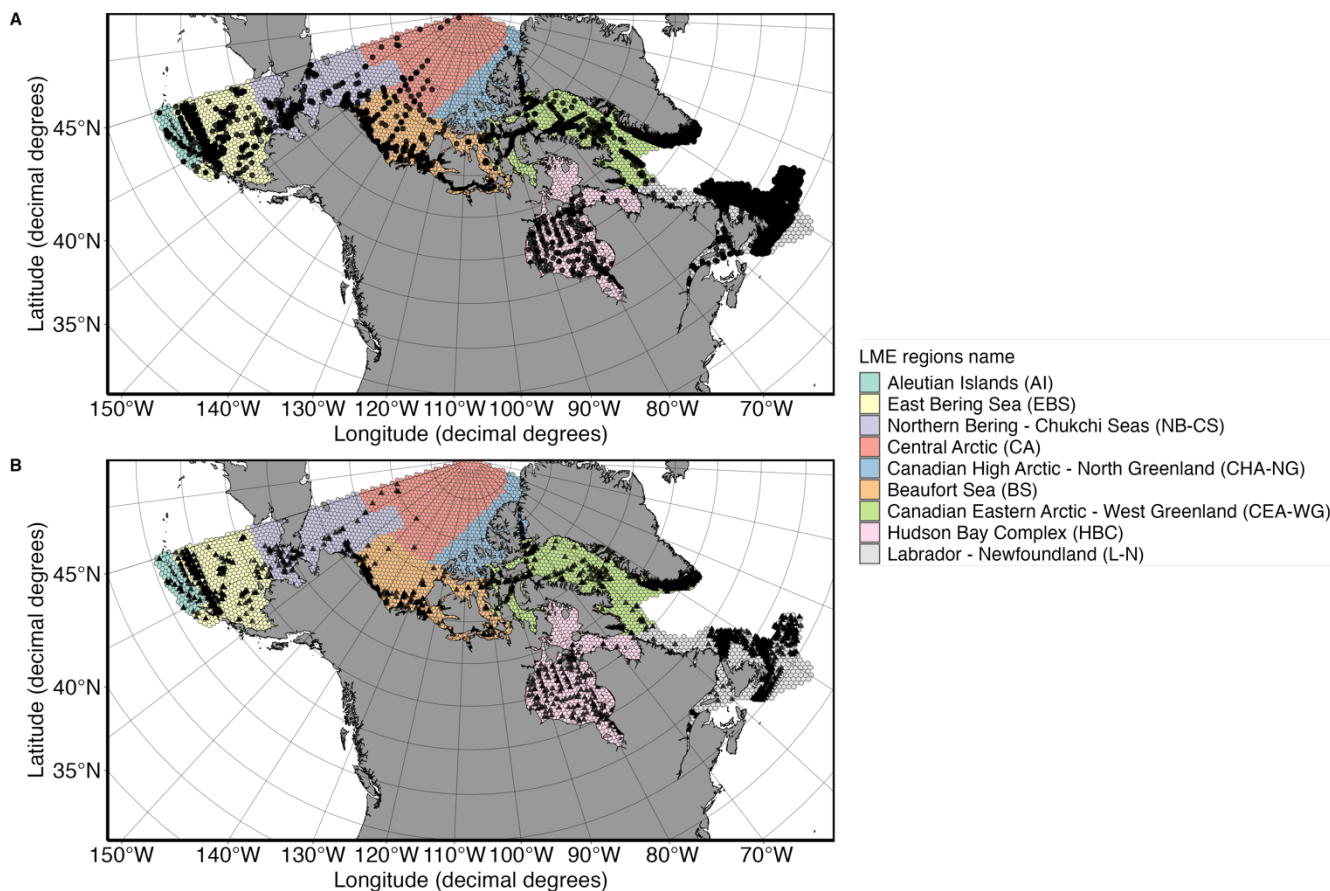 A
45°N
40°N
35°N
Latitude (decimal degrees)
150°W 140°W 130°W 120°W 110°W 100°W 90°W 80°W 70°W
Longitude (decimal degrees)
LME regions name
Aleutian Islands (AI)
East Bering Sea (EBS)
Northern Bering - Chukchi Seas (NB-CS)
Central Arctic (CA)
Canadian High Arctic - North Greenland (CHA-NG)
Beaufort Sea (BS)
Canadian Eastern Arctic - West Greenland (CEA-WG)
Hudson Bay Complex (HBC)
Labrador - Newfoundland (L-N)
B
45°N
40°N
35°N
Latitude (decimal degrees)
150°W 140°W 130°W 120°W 110°W 100°W 90°W 80°W 70°W
Longitude (decimal degrees)